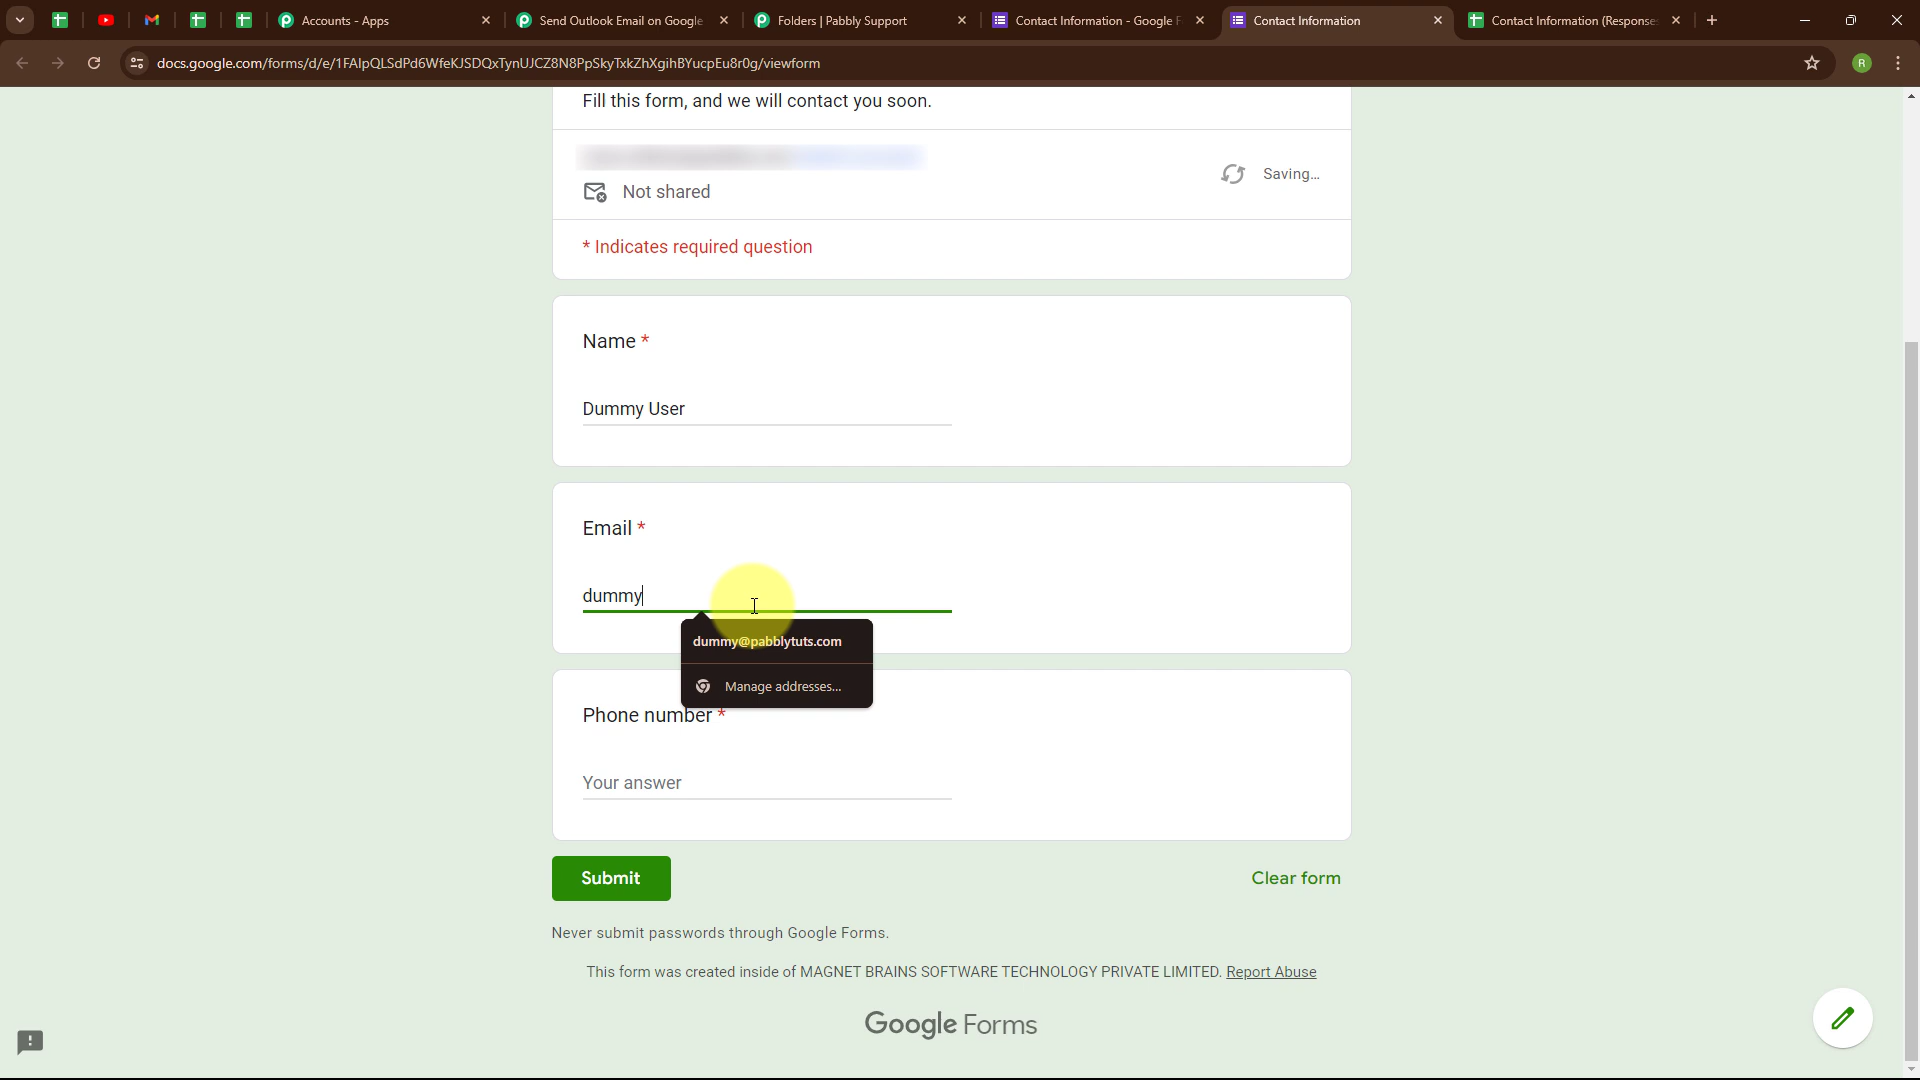 Accounts - Apps
Send Outlook Email on Google
Folders | Pabbly Support
Contact Information - Google F
Contact Information
Contact Information (Response
docs.google.com/forms/d/e/1FAIpQLSdPd6WfeKJSDQxTynUJCZ8N8PpSkyTxkZhXgihBYucpEu8r0g/viewform
R
Fill this form, and we will contact you soon.
Not shared
Saving...
* Indicates required question
Name *
Dummy User
Email *
dummy
dummy@pabblytuts.com
Manage addresses...
Phone number *
Your answer
Submit
Clear form
Never submit passwords through Google Forms.
This form was created inside of MAGNET BRAINS SOFTWARE TECHNOLOGY PRIVATE LIMITED. Report Abuse
Google Forms